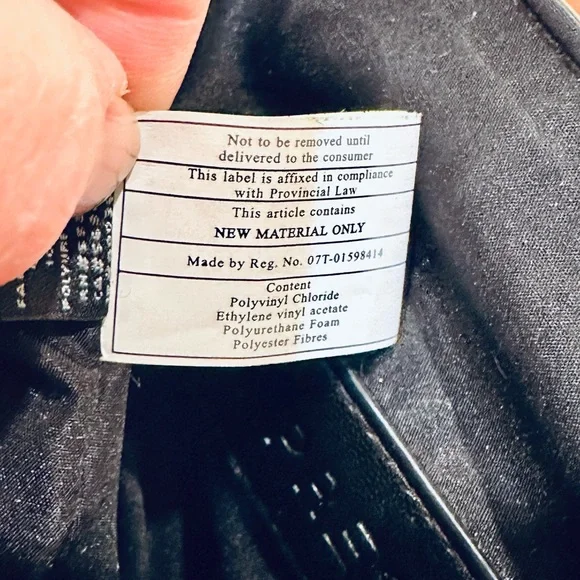 Not to be removed until
delivered to the consumer
This label is affixed in compliance
with Provincial Law
This article contains
NEW MATERIAL ONLY
Made by Reg. No. 07T-01598414
Content
Polyvinyl Chloride
Ethylene vinyl acetate
Polyurethane Foam
Polyester Fibres